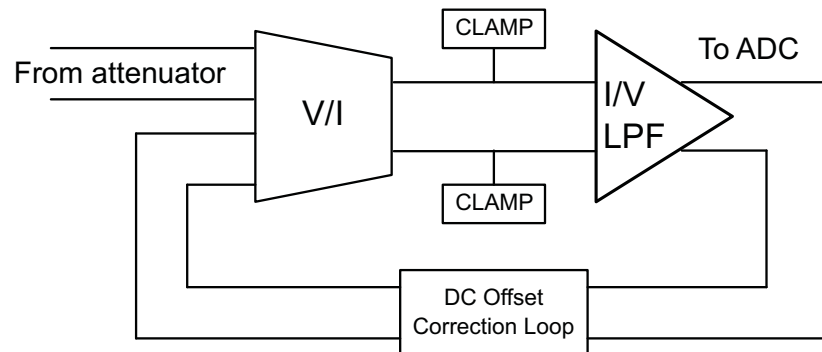 CLAMP
To ADC
From attenuator
V/I
I/V
LPF
CLAMP
DC Offset
Correction Loop